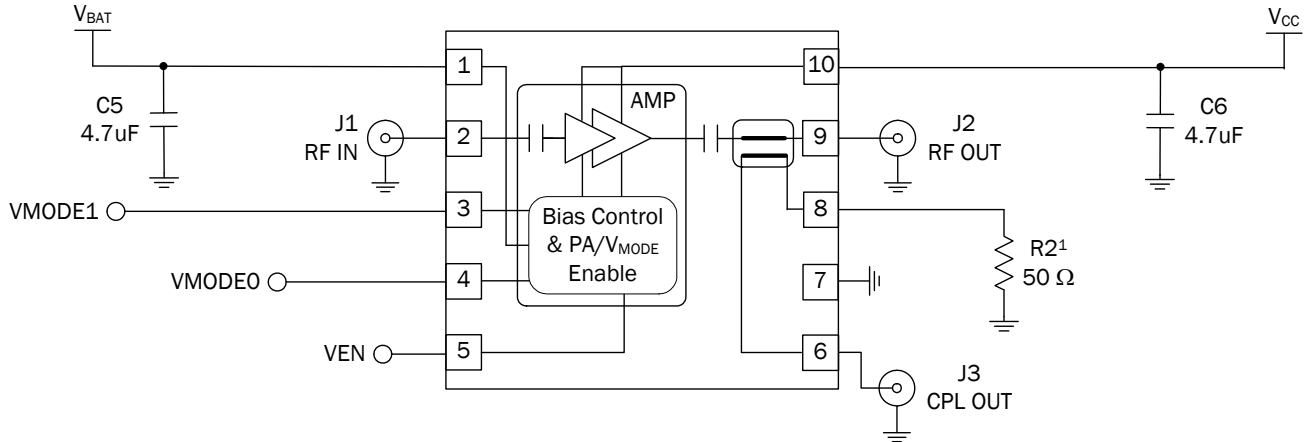 VBAT
VCC
1
10
C5
4.7uF
AMP
C6
4.7uF
J1
RF IN
2
9
J2
RF OUT
VMODE1
3
Bias Control
& PA/VMODE
Enable
8
R2¹
50 Ω
VMODE0
4
7
VEN
5
6
J3
CPL OUT